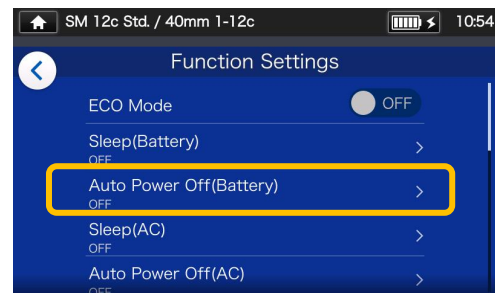 SM 12c Std. / 40mm 1-12c
10:54
Function Settings
ECO Mode
OFF
Sleep(Battery)
OFF
Auto Power Off(Battery)
OFF
Sleep(AC)
OFF
Auto Power Off(AC)
OFF